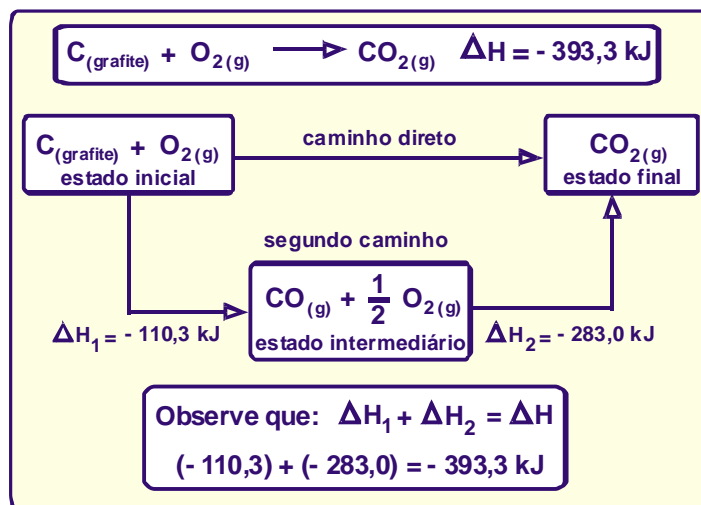 C(grafite) + O2(g) → CO2(g) ΔH = - 393,3 kJ
C(grafite) + O2(g)
estado inicial
caminho direto
CO2(g)
estado final
segundo caminho
CO(g) + 1/2 O2(g)
estado intermediário
ΔH1 = - 110,3 kJ
ΔH2 = - 283,0 kJ
Observe que: ΔH1 + ΔH2 = ΔH
(- 110,3) + (- 283,0) = - 393,3 kJ